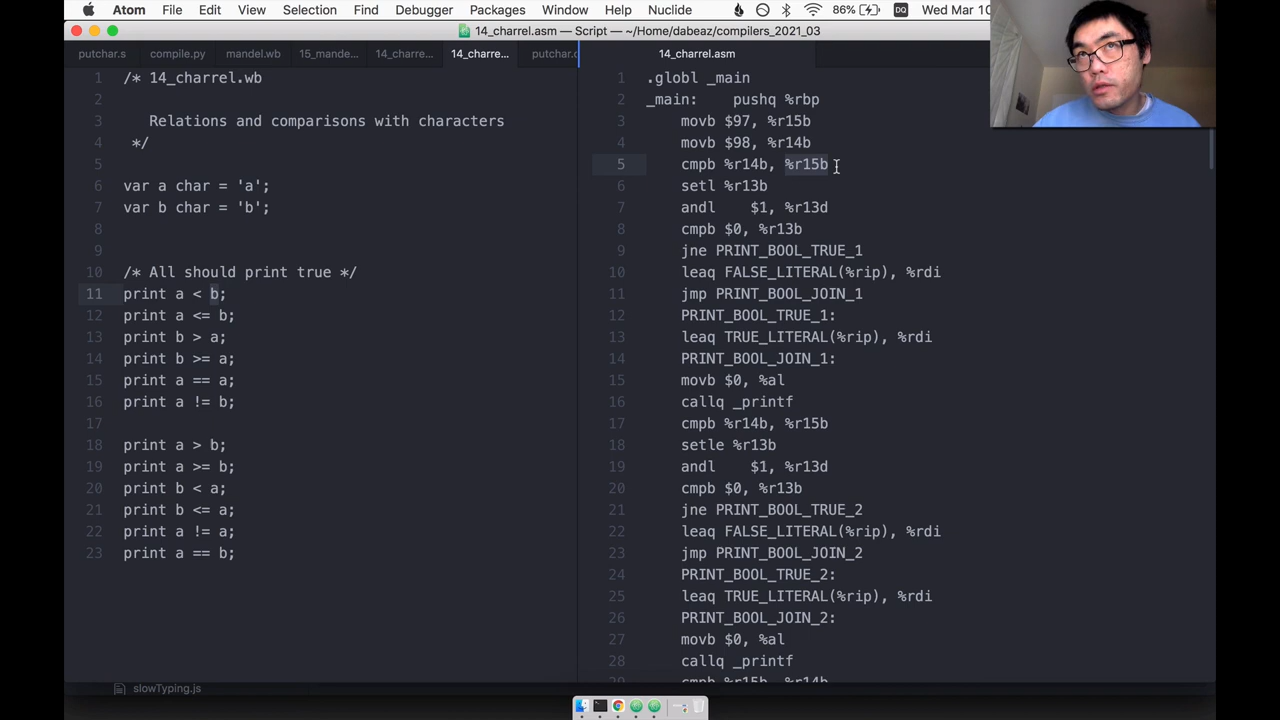 Atom File Edit View Selection Find Debugger Packages Window Help Nuclide 86% DQ Wed Mar 10
14_charrel.asm — Script — ~/Home/dabeaz/compilers_2021_03
putchar.s compile.py mandel.wb 15_mande... 14_charre... 14_charre... putchar.c 14_charrel.asm
1 /* 14_charrel.wb
2
3 Relations and comparisons with characters
4 */
5
6 var a char = 'a';
7 var b char = 'b';
8
9
10 /* All should print true */
11 print a < b;
12 print a <= b;
13 print b > a;
14 print b >= a;
15 print a == a;
16 print a != b;
17
18 print a > b;
19 print a >= b;
20 print b < a;
21 print b <= a;
22 print a != a;
23 print a == b;
1 .globl _main
2 _main: pushq %rbp
3 movb $97, %r15b
4 movb $98, %r14b
5 cmpb %r14b, %r15b
6 setl %r13b
7 andl $1, %r13d
8 cmpb $0, %r13b
9 jne PRINT_BOOL_TRUE_1
10 leaq FALSE_LITERAL(%rip), %rdi
11 jmp PRINT_BOOL_JOIN_1
12 PRINT_BOOL_TRUE_1:
13 leaq TRUE_LITERAL(%rip), %rdi
14 PRINT_BOOL_JOIN_1:
15 movb $0, %al
16 callq _printf
17 cmpb %r14b, %r15b
18 setle %r13b
19 andl $1, %r13d
20 cmpb $0, %r13b
21 jne PRINT_BOOL_TRUE_2
22 leaq FALSE_LITERAL(%rip), %rdi
23 jmp PRINT_BOOL_JOIN_2
24 PRINT_BOOL_TRUE_2:
25 leaq TRUE_LITERAL(%rip), %rdi
26 PRINT_BOOL_JOIN_2:
27 movb $0, %al
28 callq _printf
29 cmpb %r15b, %r14b
slowTyping.js